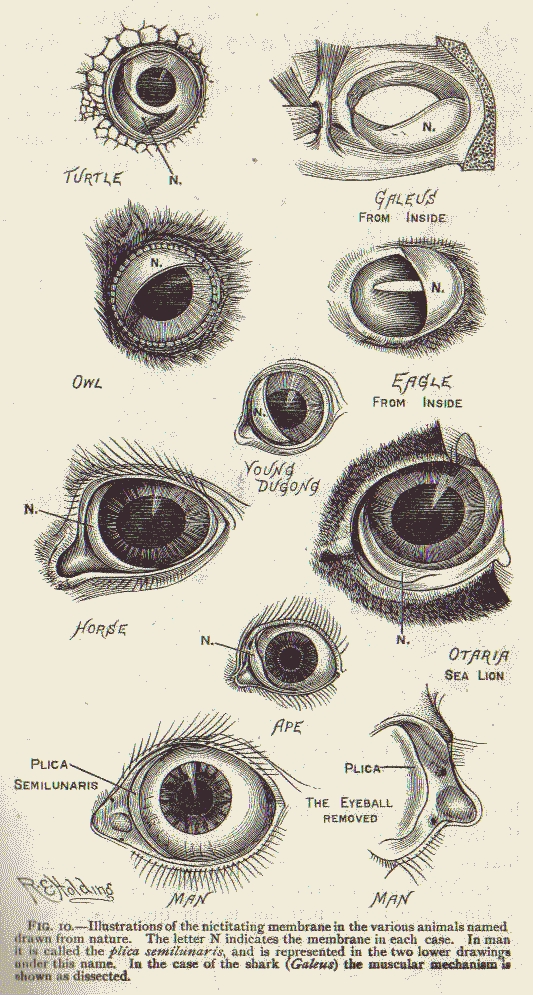 TURTLE
N.
N.
GALEUS
FROM INSIDE
N.
OWL
N.
EAGLE
FROM INSIDE
N.
YOUNG
DUGONG
N.
HORSE
N.
OTARIA
SEA LION
N.
APE
PLICA
SEMILUNARIS
MAN
PLICA
THE EYEBALL
REMOVED
MAN
R.E.Holding
FIG. 10.—Illustrations of the nictitating membrane in the various animals named
drawn from nature. The letter N indicates the membrane in each case. In man
it is called the plica semilunaris, and is represented in the two lower drawings
under this name. In the case of the shark (Galeus) the muscular mechanism is
shown as dissected.